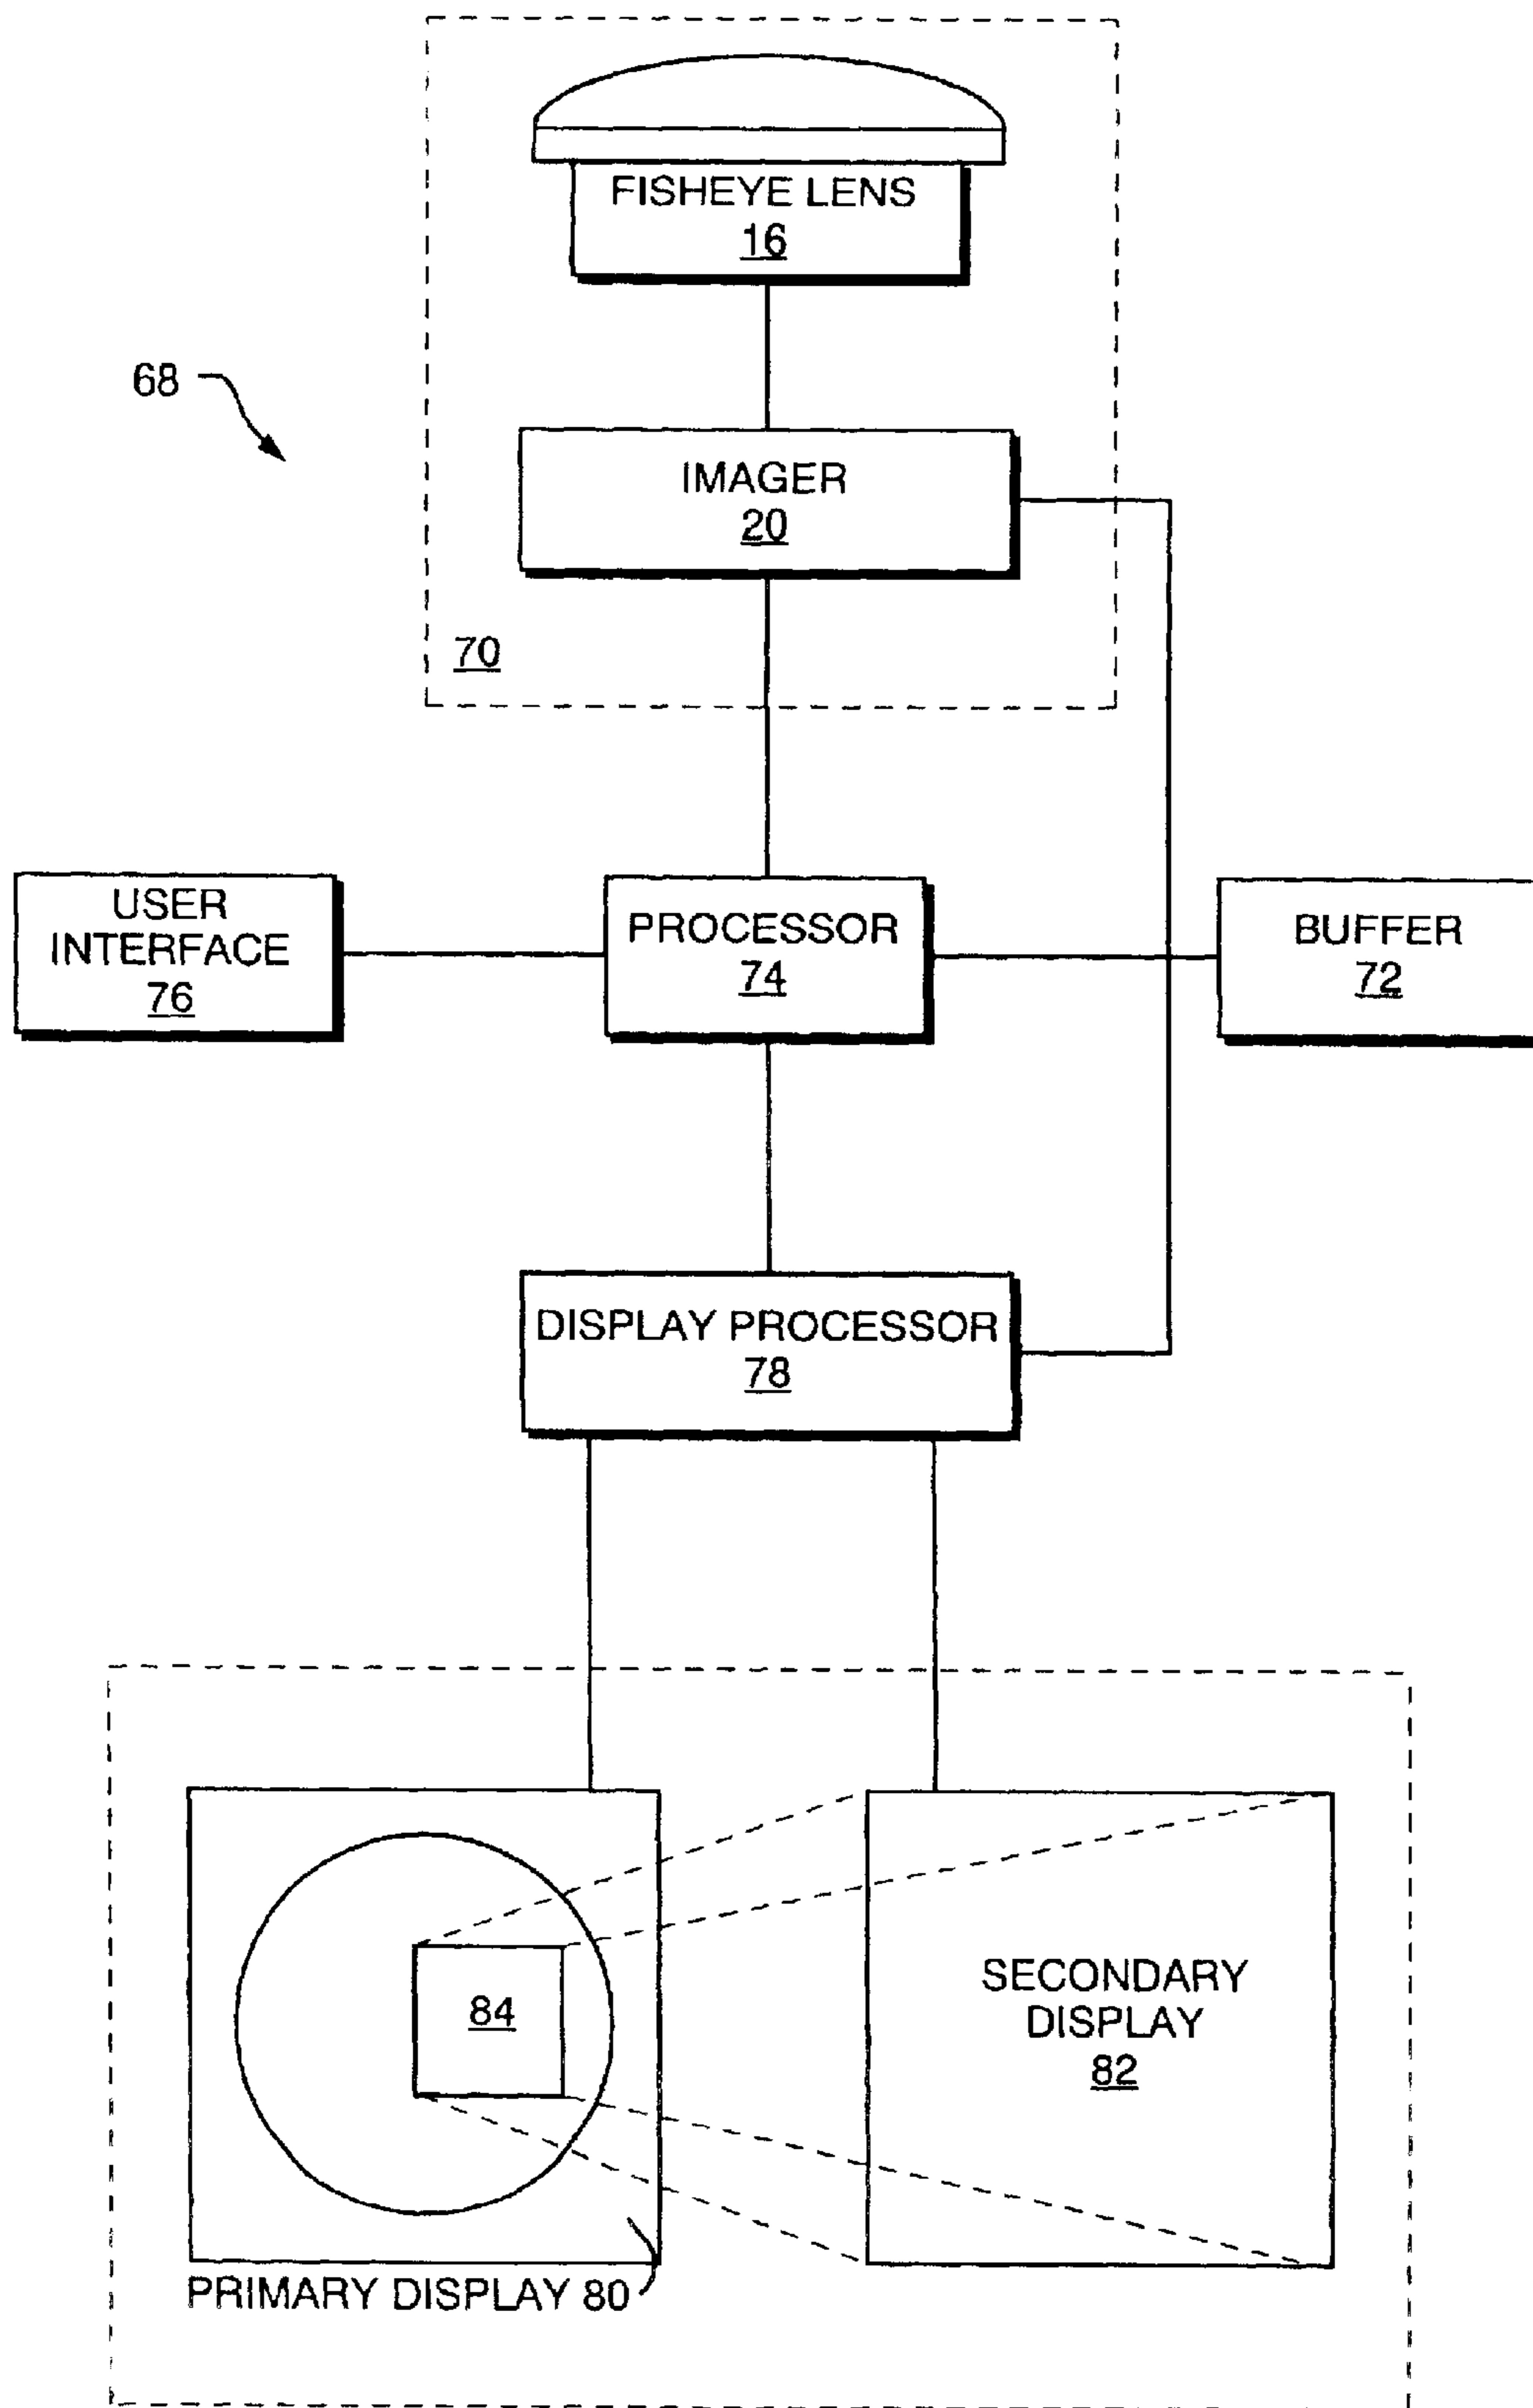 FISHEYE LENS
16
68
IMAGER
20
70
USER
INTERFACE
76
PROCESSOR
74
BUFFER
72
DISPLAY PROCESSOR
78
84
SECONDARY
DISPLAY
82
PRIMARY DISPLAY 80